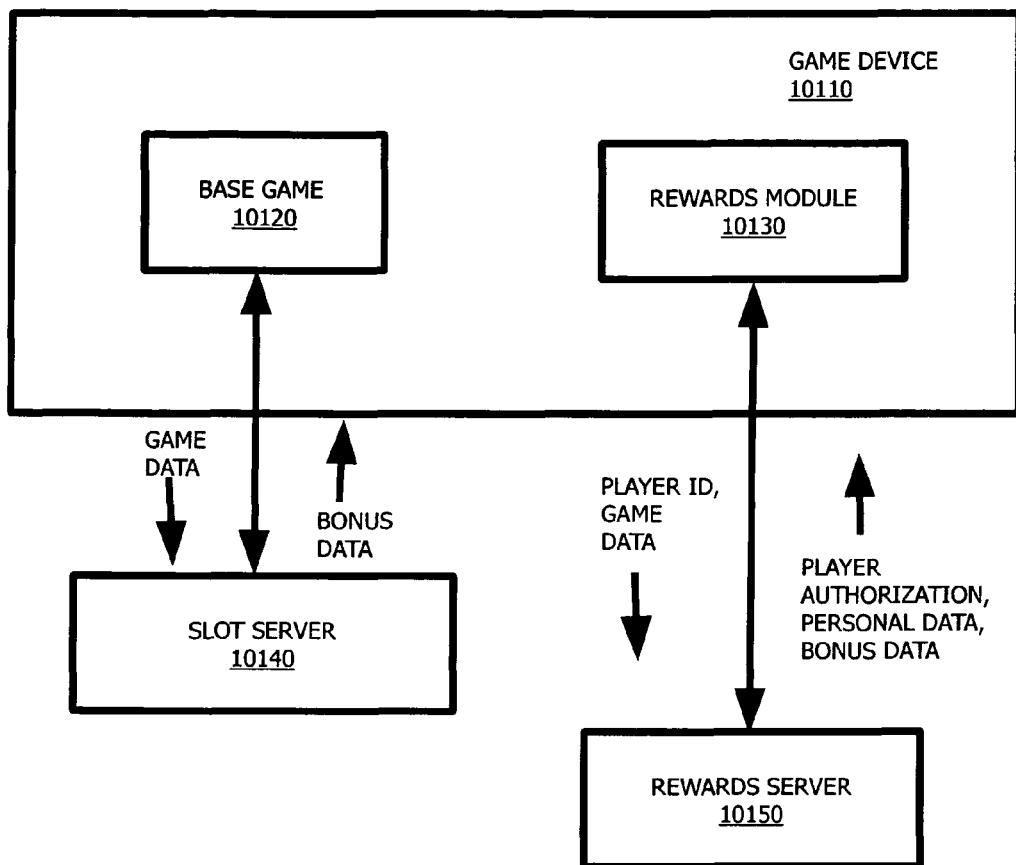 GAME DEVICE
10110
BASE GAME
10120
REWARDS MODULE
10130
GAME
DATA
BONUS
DATA
PLAYER ID,
GAME
DATA
PLAYER
AUTHORIZATION,
PERSONAL DATA,
BONUS DATA
SLOT SERVER
10140
REWARDS SERVER
10150